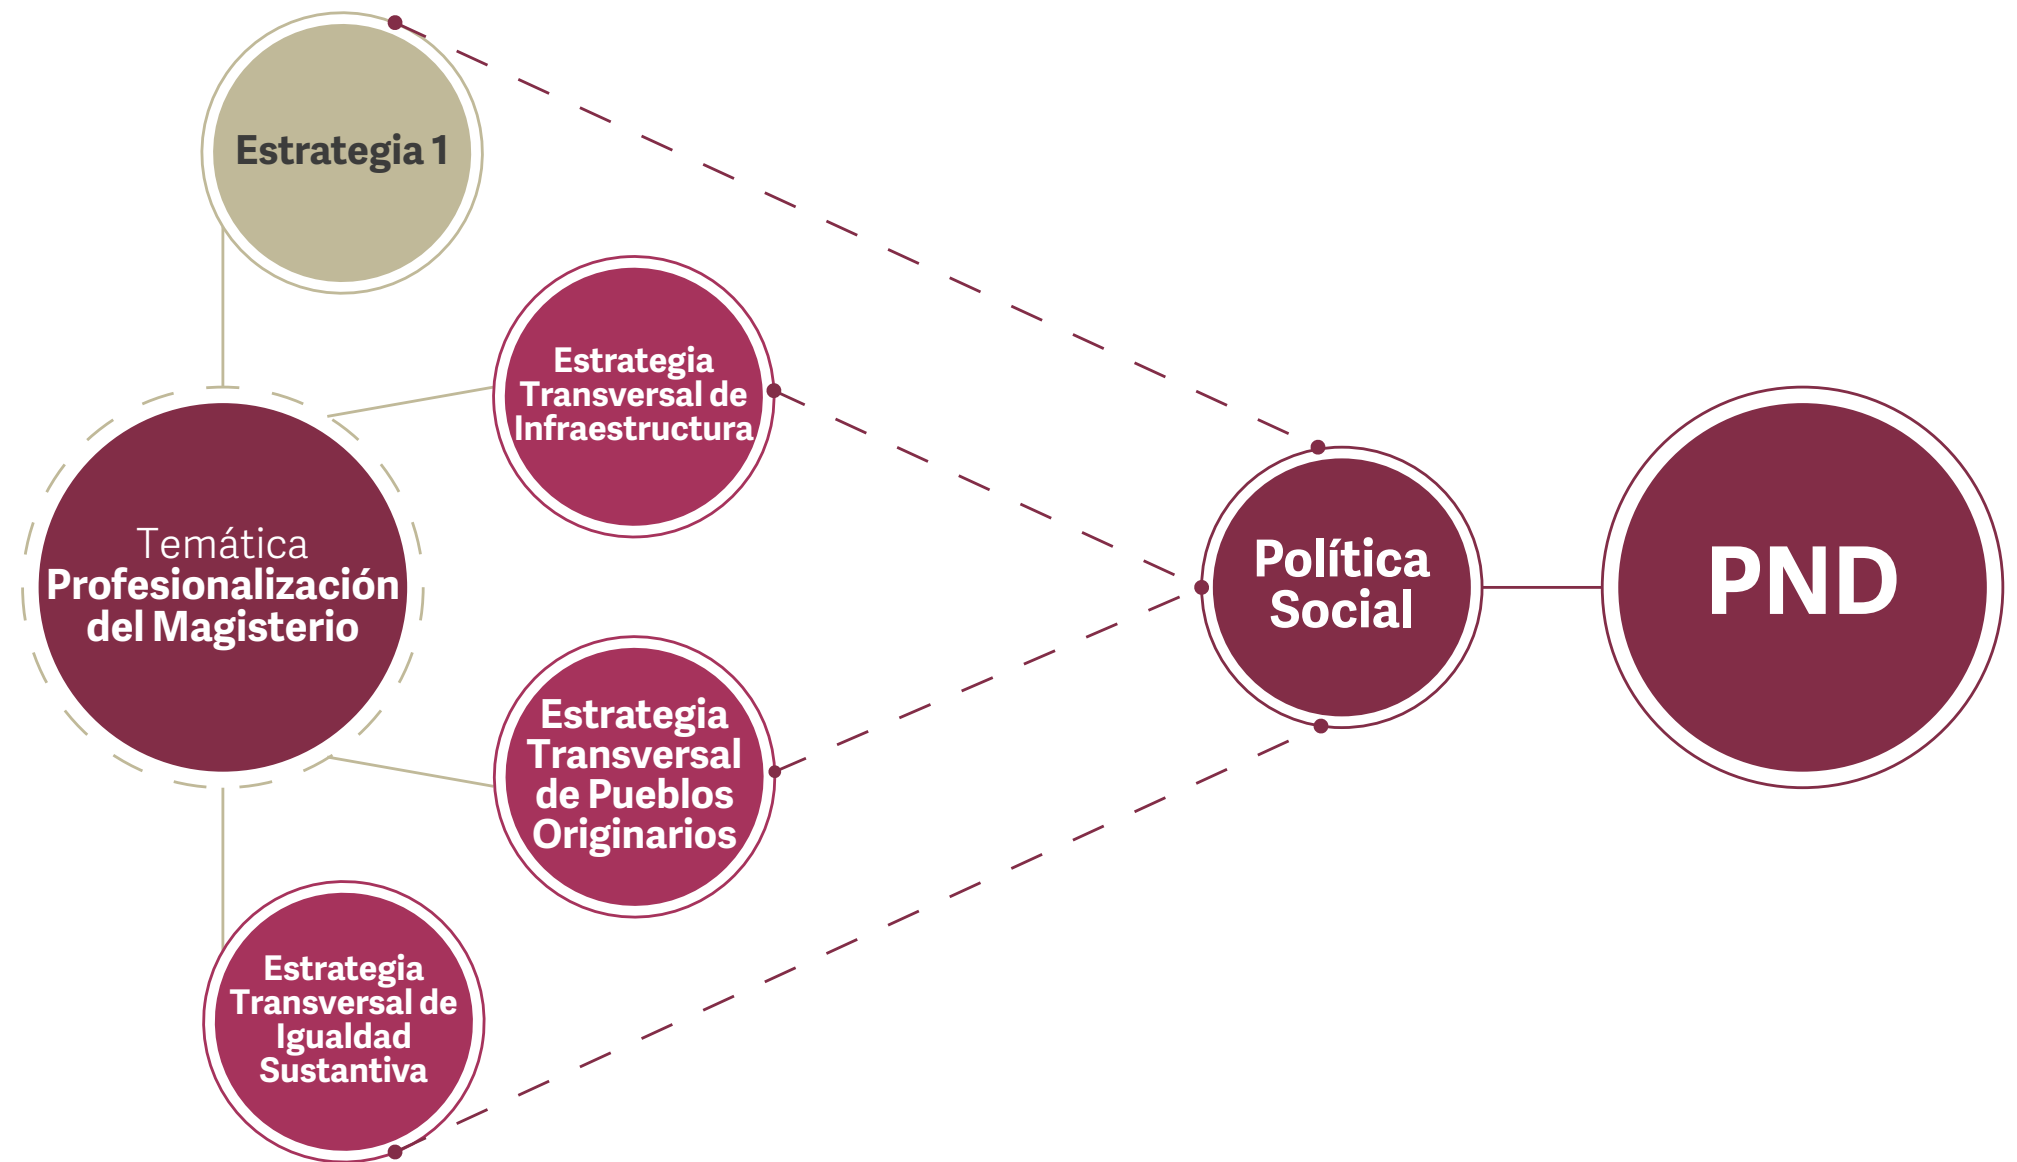 Estrategia 1
Estrategia
Transversal de
Infraestructura
Temática
Profesionalización
del Magisterio
Estrategia
Transversal
de Pueblos
Originarios
Estrategia
Transversal de
Igualdad
Sustantiva
Política
Social
PND